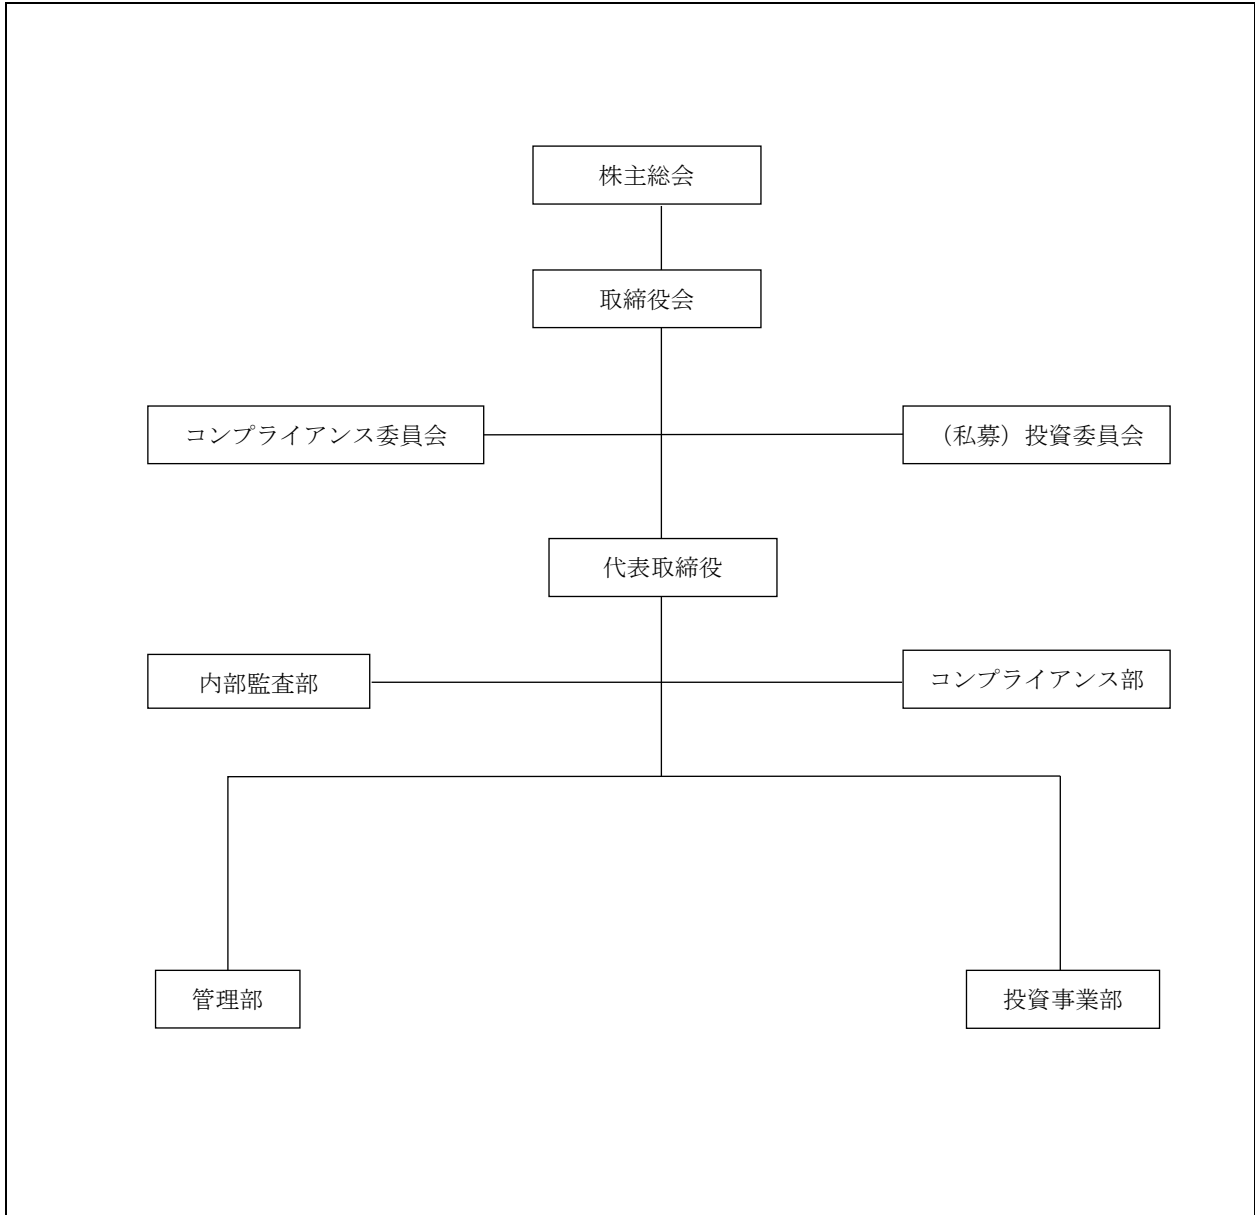 株主総会
取締役会
コンプライアンス委員会
（私募）投資委員会
代表取締役
内部監査部
コンプライアンス部
管理部
投資事業部